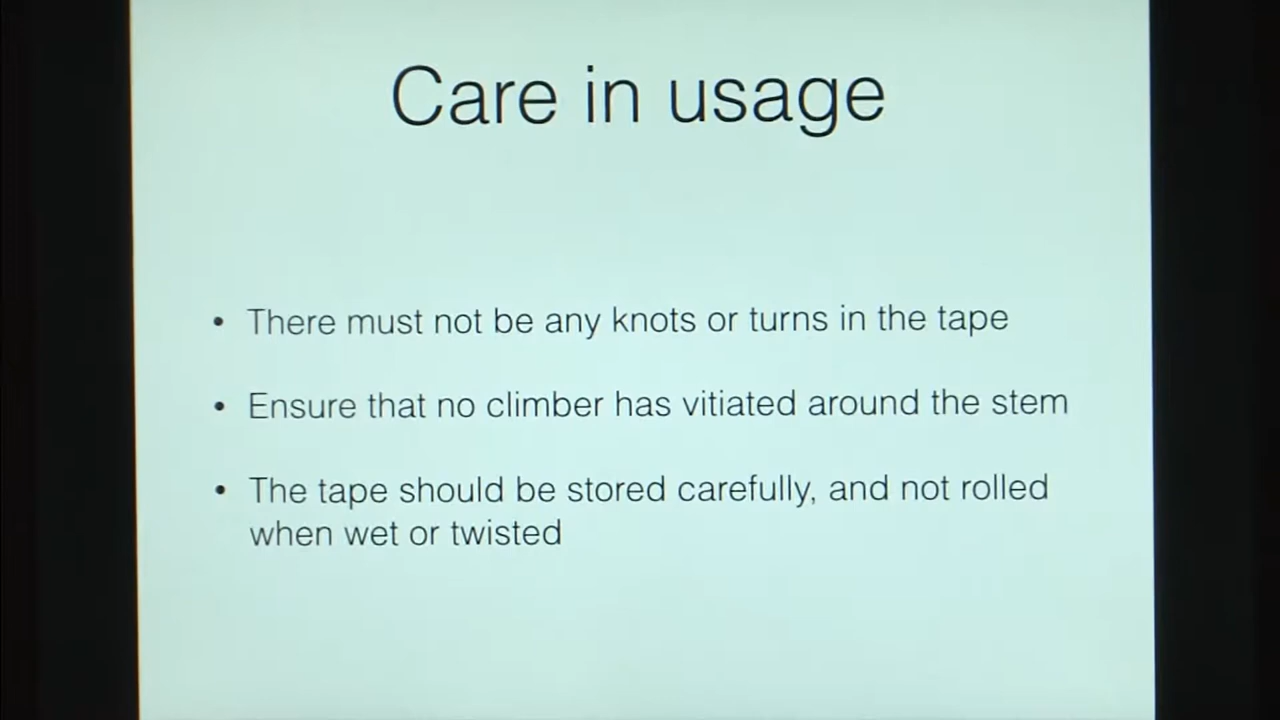 Care in usage
• There must not be any knots or turns in the tape
• Ensure that no climber has vitiated around the stem
• The tape should be stored carefully, and not rolled
when wet or twisted